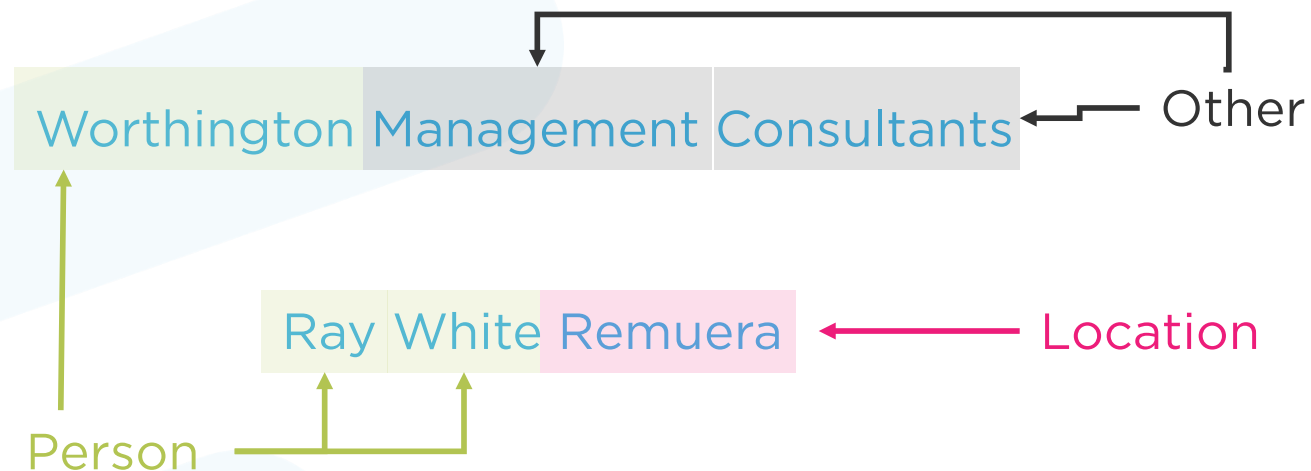 Worthington Management Consultants
Other
Ray White Remuera
Location
Person